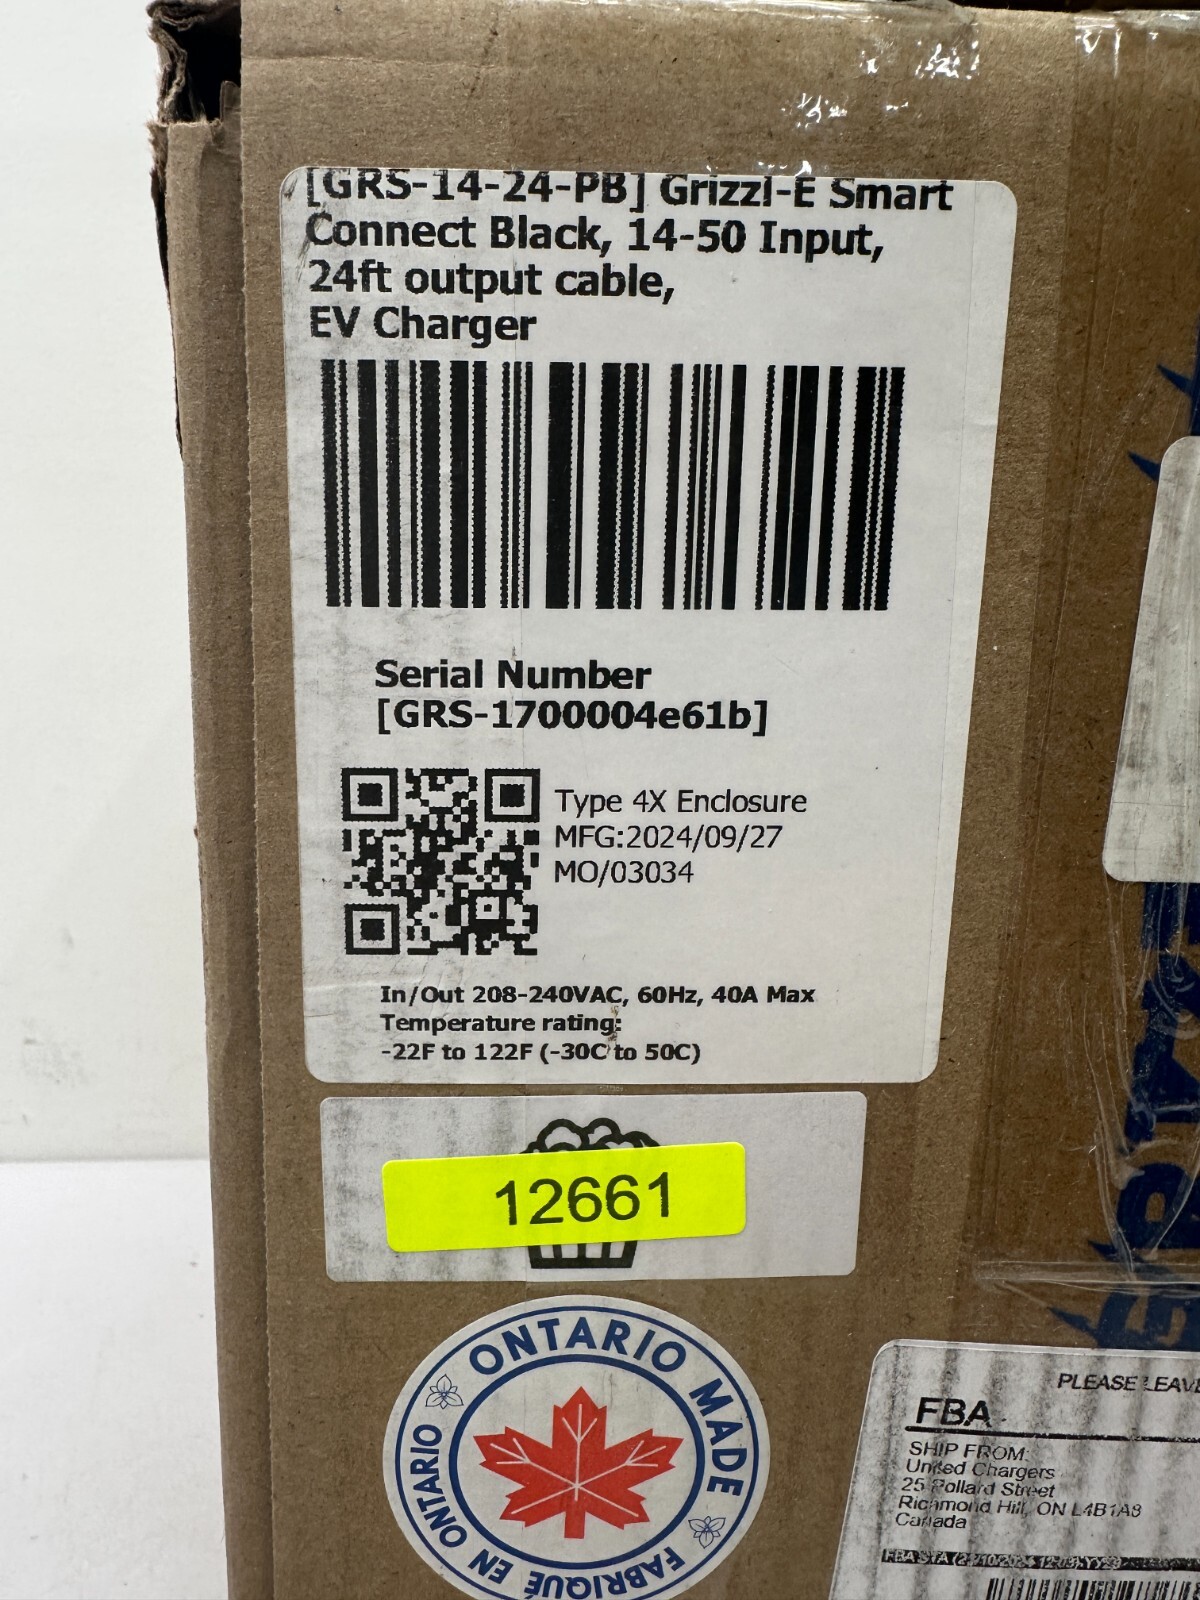 [GRS-14-24-PB] Grizzl-E Smart
Connect Black, 14-50 Input,
24ft output cable,
EV Charger
Serial Number
[GRS-1700004e61b]
Type 4X Enclosure
MFG:2024/09/27
MO/03034
In/Out 208-240VAC, 60Hz, 40A Max
Temperature rating:
-22F to 122F (-30C to 50C)
12661
ONTARIO MADE
FABRIQUÉ EN ONTARIO
PLEASE LEAVE
FBA
SHIP FROM:
United Chargers
25 Pollard Street
Richmond Hill, ON L4B1A8
Canada